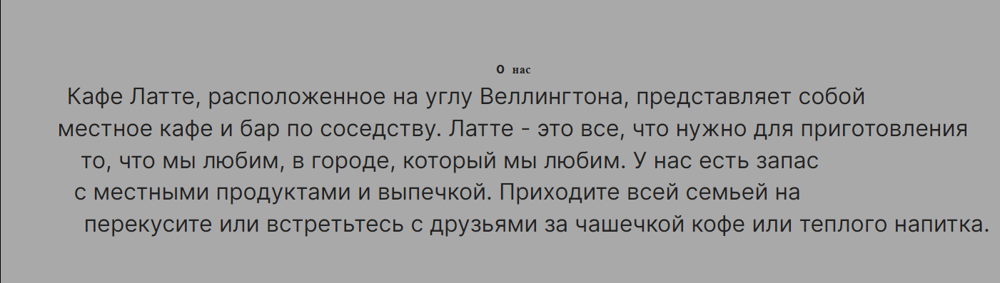 О нас
Кафе Латте, расположенное на углу Веллингтона, представляет собой
местное кафе и бар по соседству. Латте - это все, что нужно для приготовления
то, что мы любим, в городе, который мы любим. У нас есть запас
с местными продуктами и выпечкой. Приходите всей семьей на
перекусите или встретьтесь с друзьями за чашечкой кофе или теплого напитка.